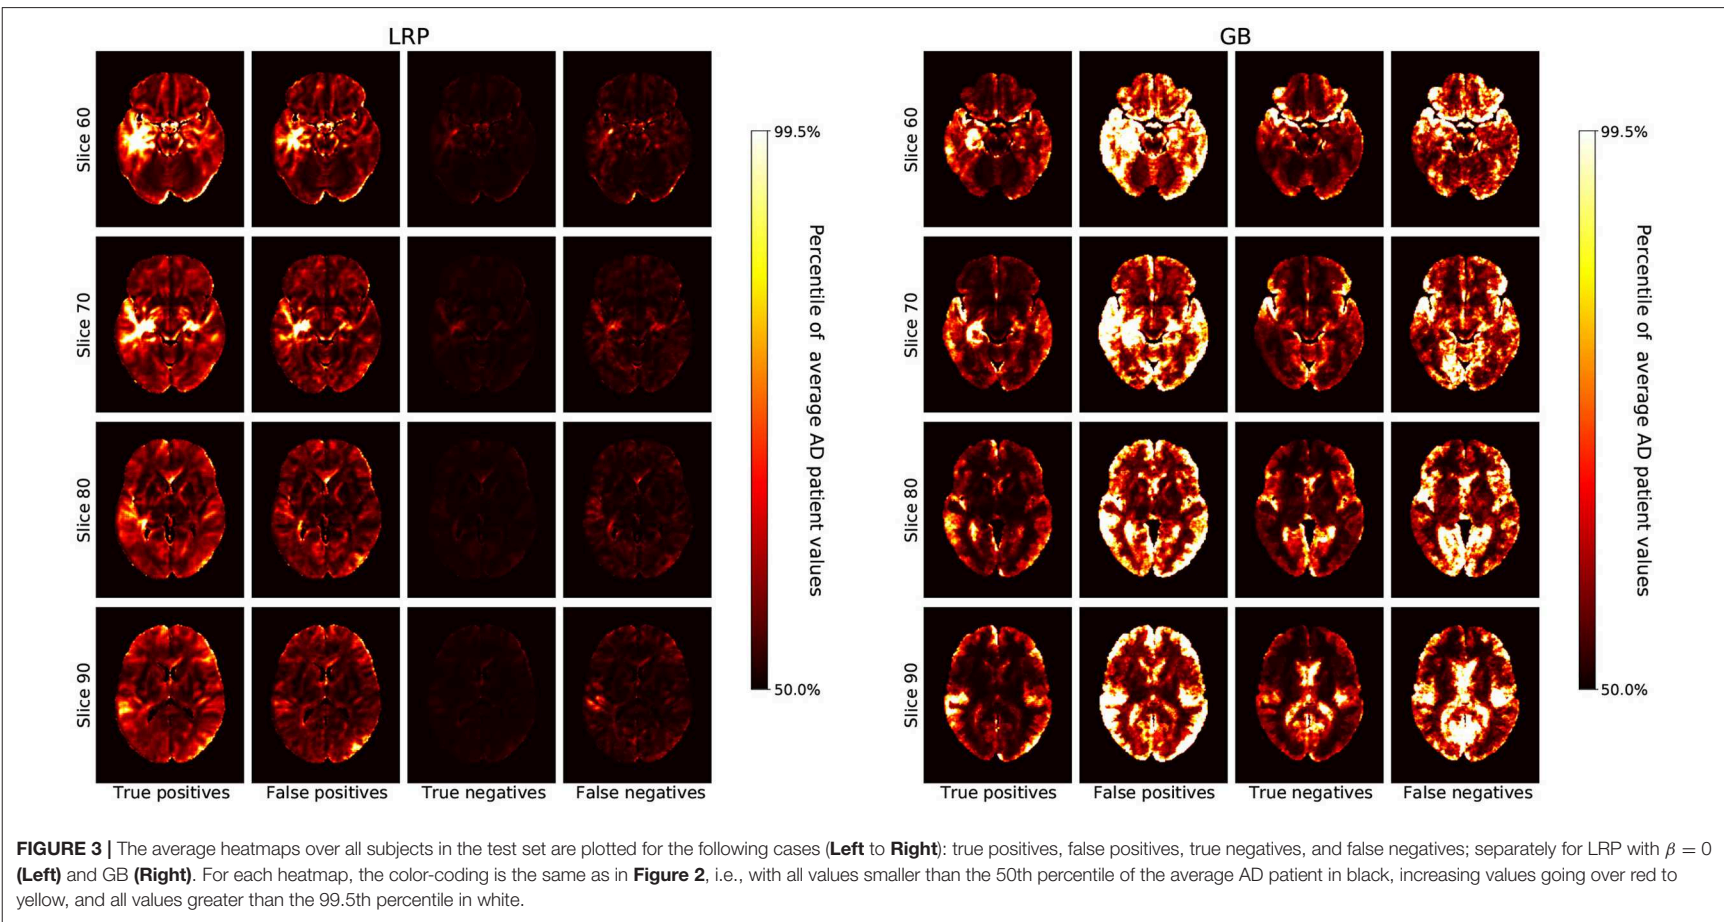 LRP
Slice 60
Slice 70
Slice 80
Slice 90
True positives
False positives
True negatives
False negatives
99.5%
50.0%
Percentile of average AD patient values
GB
Slice 60
Slice 70
Slice 80
Slice 90
True positives
False positives
True negatives
False negatives
99.5%
50.0%
Percentile of average AD patient values
FIGURE 3 | The average heatmaps over all subjects in the test set are plotted for the following cases (Left to Right): true positives, false positives, true negatives, and false negatives; separately for LRP with β = 0
(Left) and GB (Right). For each heatmap, the color-coding is the same as in Figure 2, i.e., with all values smaller than the 50th percentile of the average AD patient in black, increasing values going over red to
yellow, and all values greater than the 99.5th percentile in white.